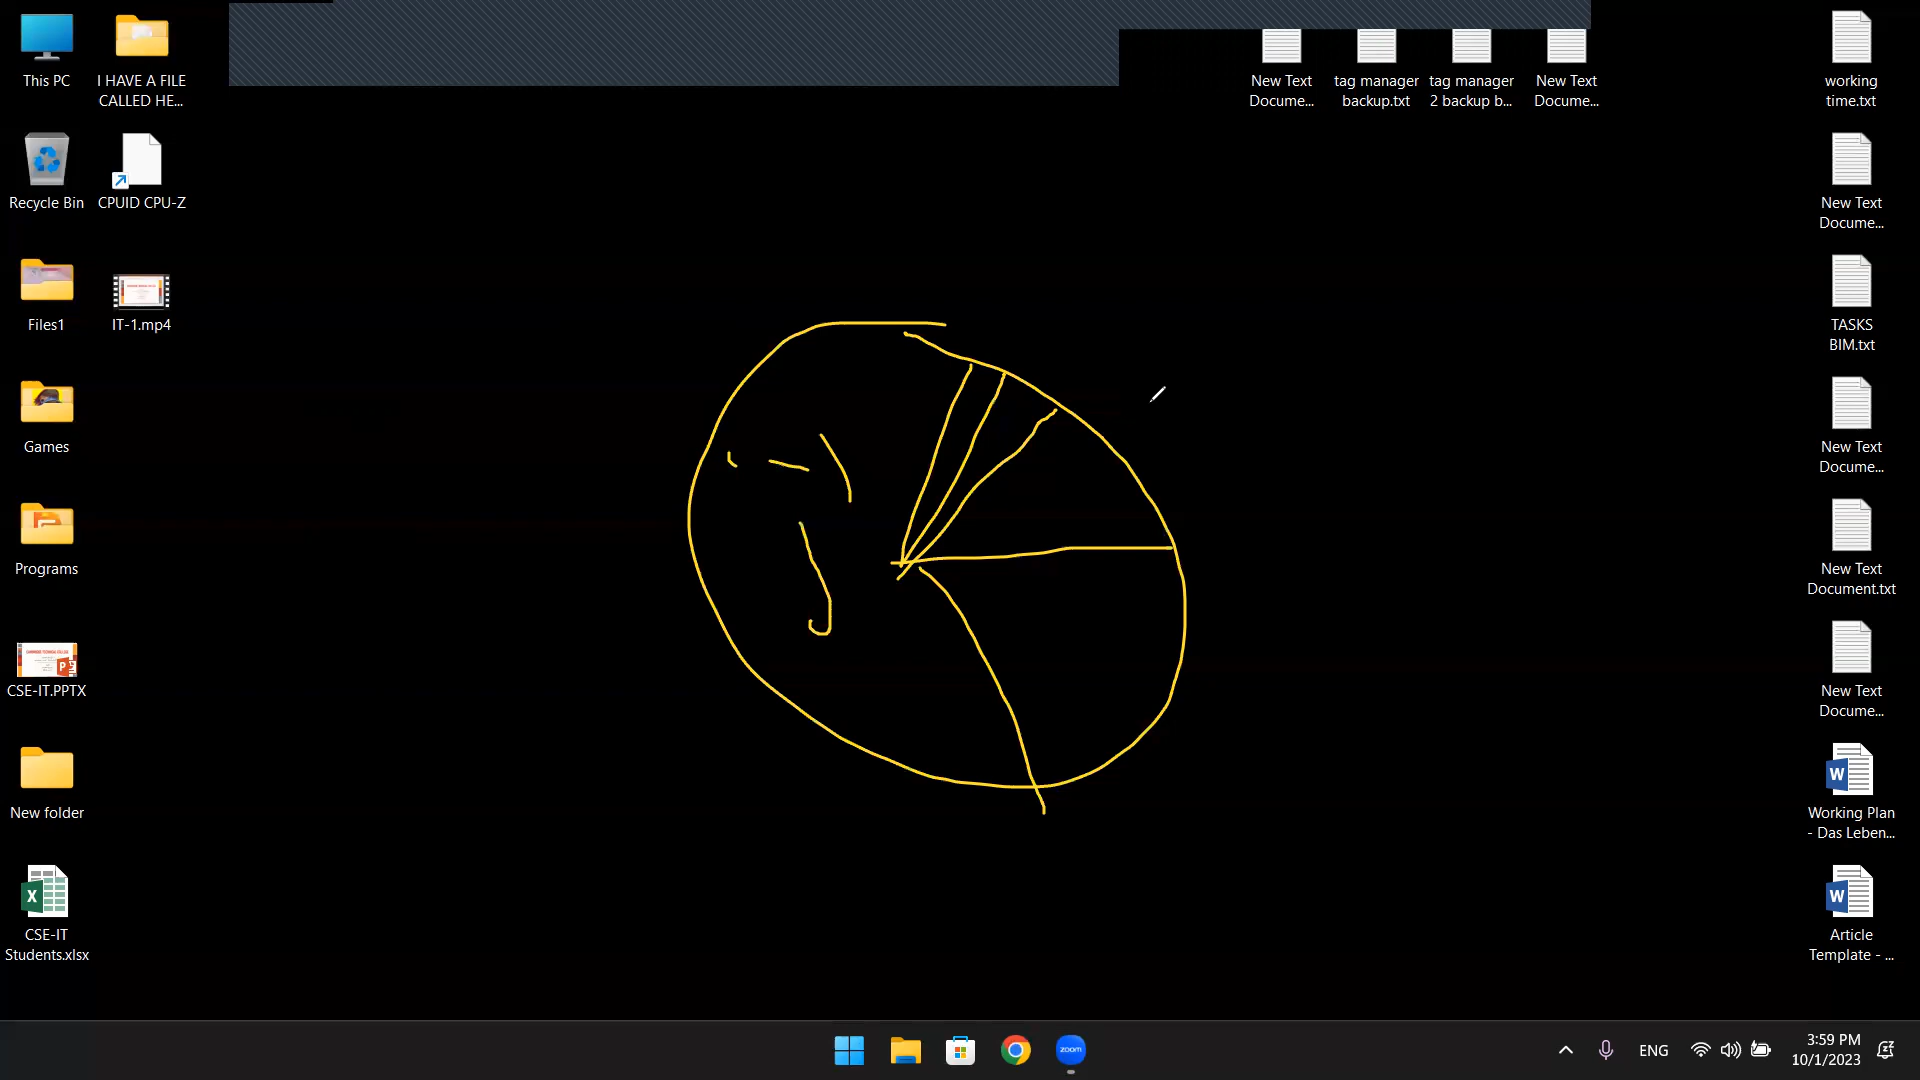 This PC
I HAVE A FILE
CALLED HE...
Recycle Bin
CPUID CPU-Z
Files1
IT-1.mp4
Games
Programs
CSE-IT.PPTX
New folder
CSE-IT
Students.xlsx
New Text
Docume...
tag manager
backup.txt
tag manager
2 backup b...
New Text
Docume...
working
time.txt
New Text
Docume...
TASKS
BIM.txt
New Text
Docume...
New Text
Document.txt
New Text
Docume...
Working Plan
- Das Leben...
Article
Template - ...
zoom
ENG
3:59 PM
10/1/2023